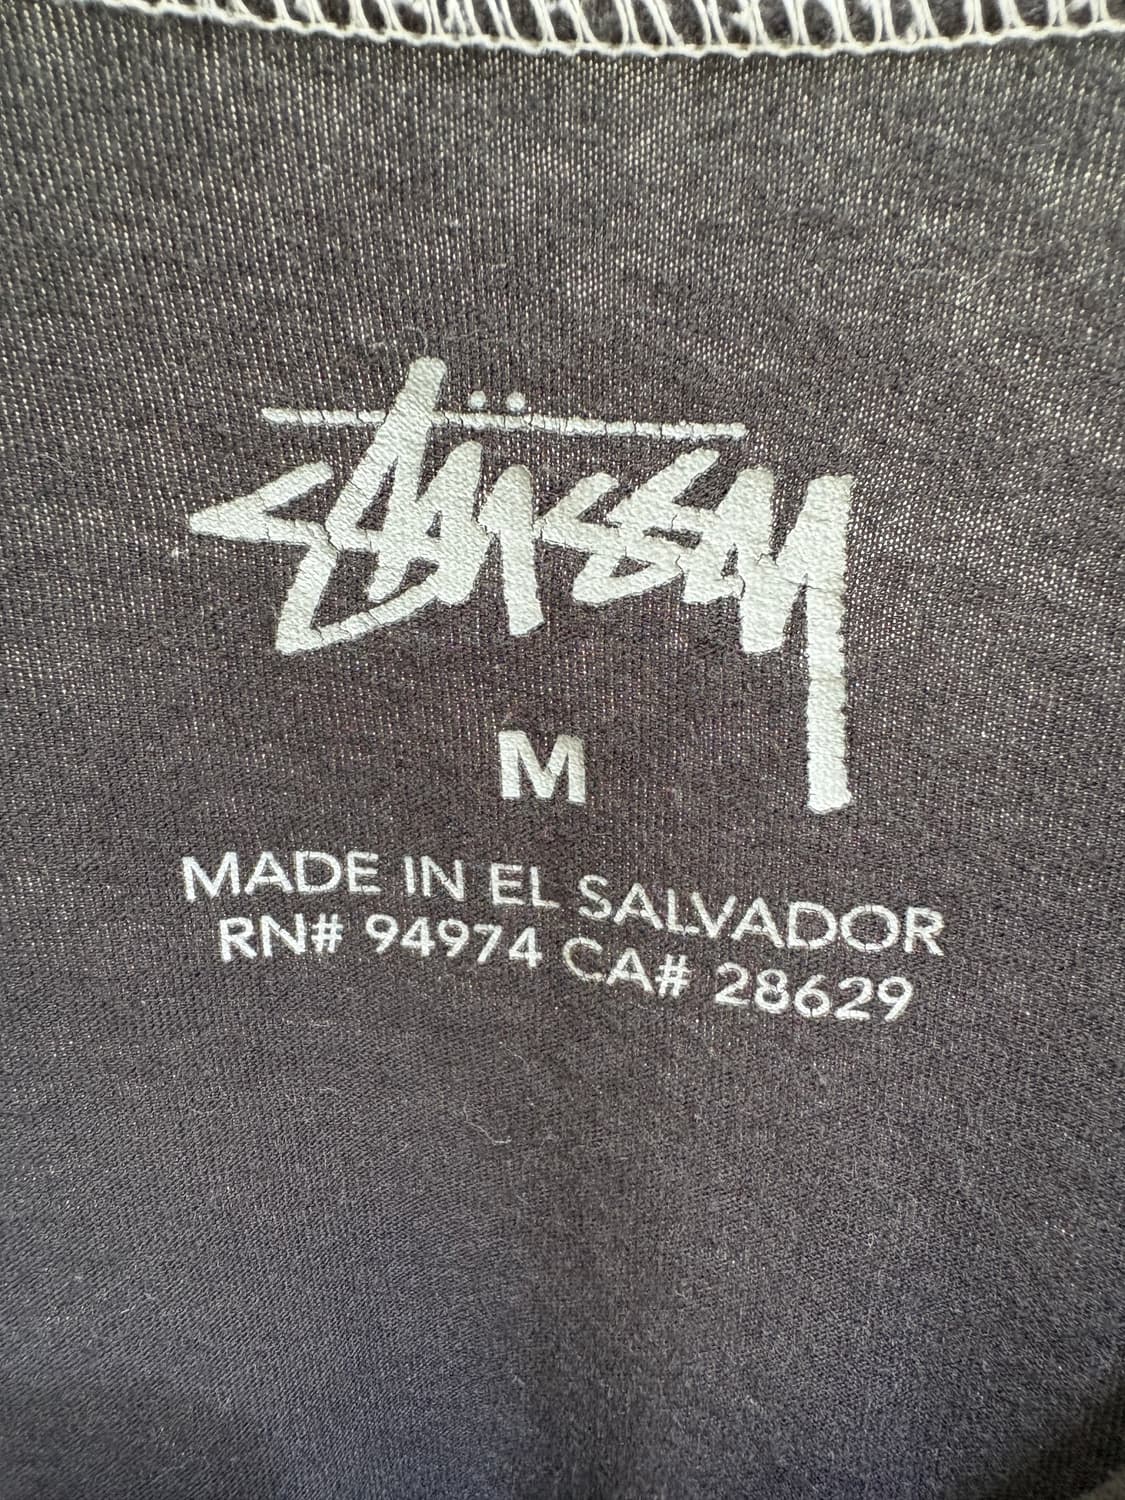 Stüssy
M
MADE IN EL SALVADOR
RN# 94974 CA# 28629